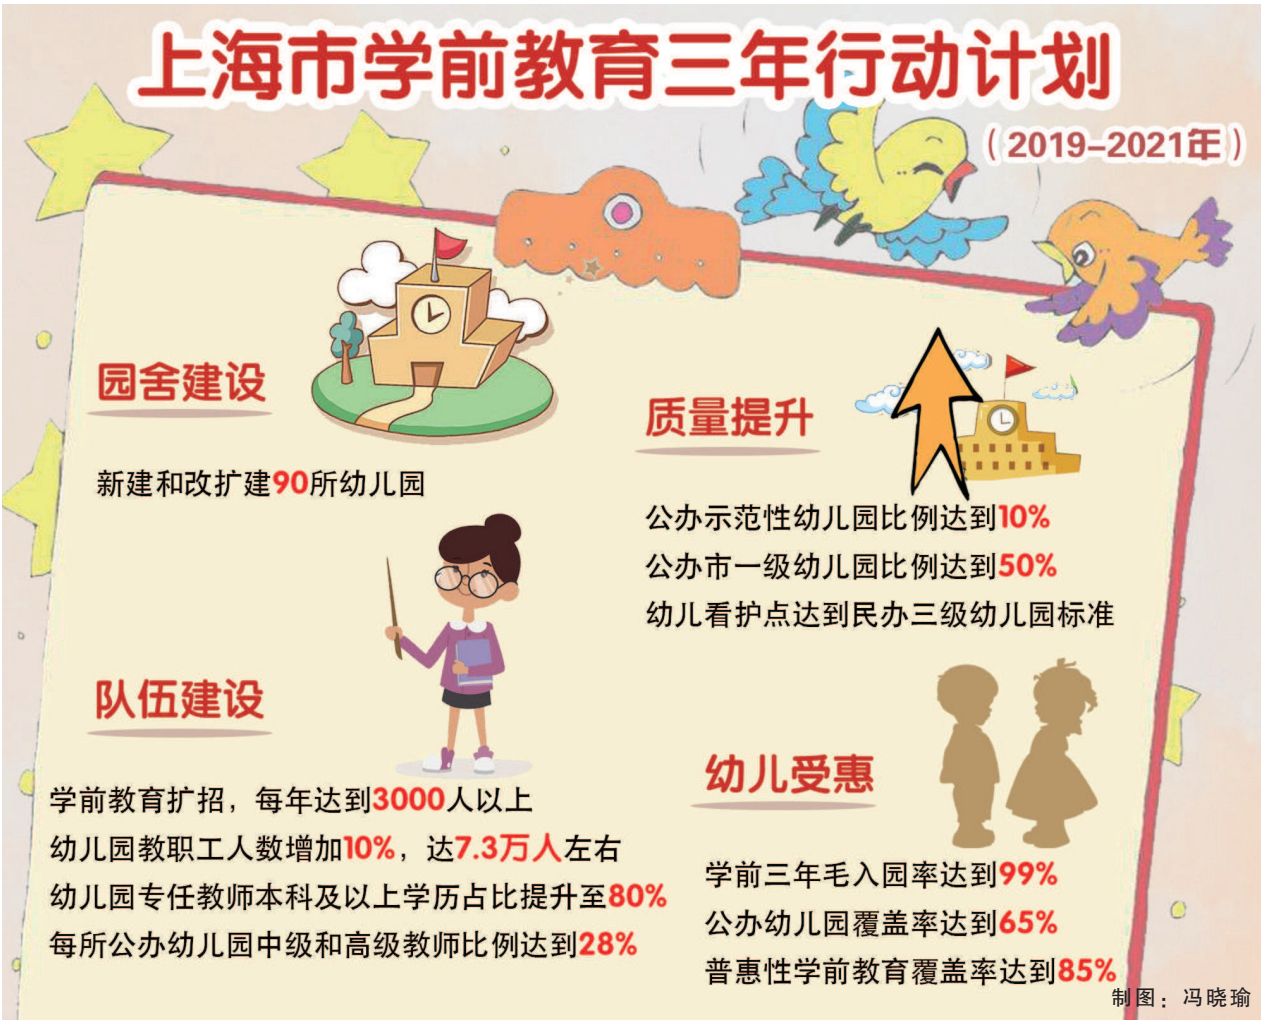 上海市学前教育三年行动计划
（2019-2021年）
园舍建设
新建和改扩建90所幼儿园
质量提升
公办示范性幼儿园比例达到10%
公办市一级幼儿园比例达到50%
幼儿看护点达到民办三级幼儿园标准
队伍建设
学前教育扩招，每年达到3000人以上
幼儿园教职工人数增加10%，达7.3万人左右
幼儿园专任教师本科及以上学历占比提升至80%
每所公办幼儿园中级和高级教师比例达到28%
幼儿受惠
学前三年毛入园率达到99%
公办幼儿园覆盖率达到65%
普惠性学前教育覆盖率达到85%
制图：冯晓瑜